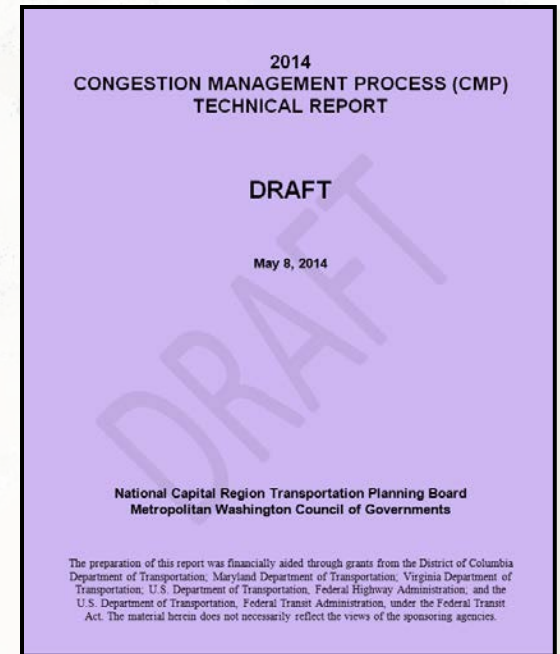 2014
CONGESTION MANAGEMENT PROCESS (CMP)
TECHNICAL REPORT
DRAFT
May 8, 2014
DRAFT
National Capital Region Transportation Planning Board
Metropolitan Washington Council of Governments
The preparation of this report was financially aided through grants from the District of Columbia
Department of Transportation; Maryland Department of Transportation; Virginia Department of
Transportation; U.S. Department of Transportation, Federal Highway Administration; and the
U.S. Department of Transportation, Federal Transit Administration, under the Federal Transit
Act. The material herein does not necessarily reflect the views of the sponsoring agencies.